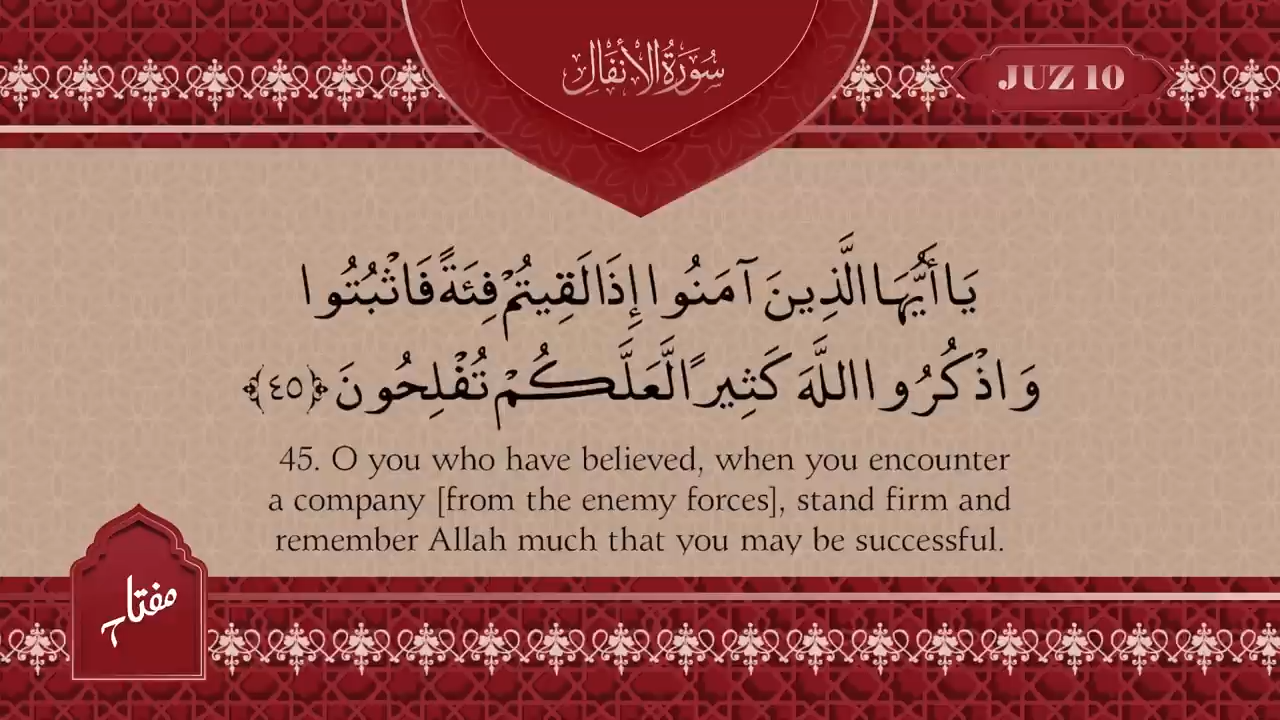 سُورَةُ الأَنفَالِ
JUZ 10
يَا أَيُّهَا الَّذِينَ آمَنُوا إِذَا لَقِيتُمْ فِئَةً فَاثْبُتُوا
وَاذْكُرُوا اللَّهَ كَثِيرًا لَّعَلَّكُمْ تُفْلِحُونَ ﴿٤٥﴾
45. O you who have believed, when you encounter
a company [from the enemy forces], stand firm and
remember Allah much that you may be successful.
مفتاح